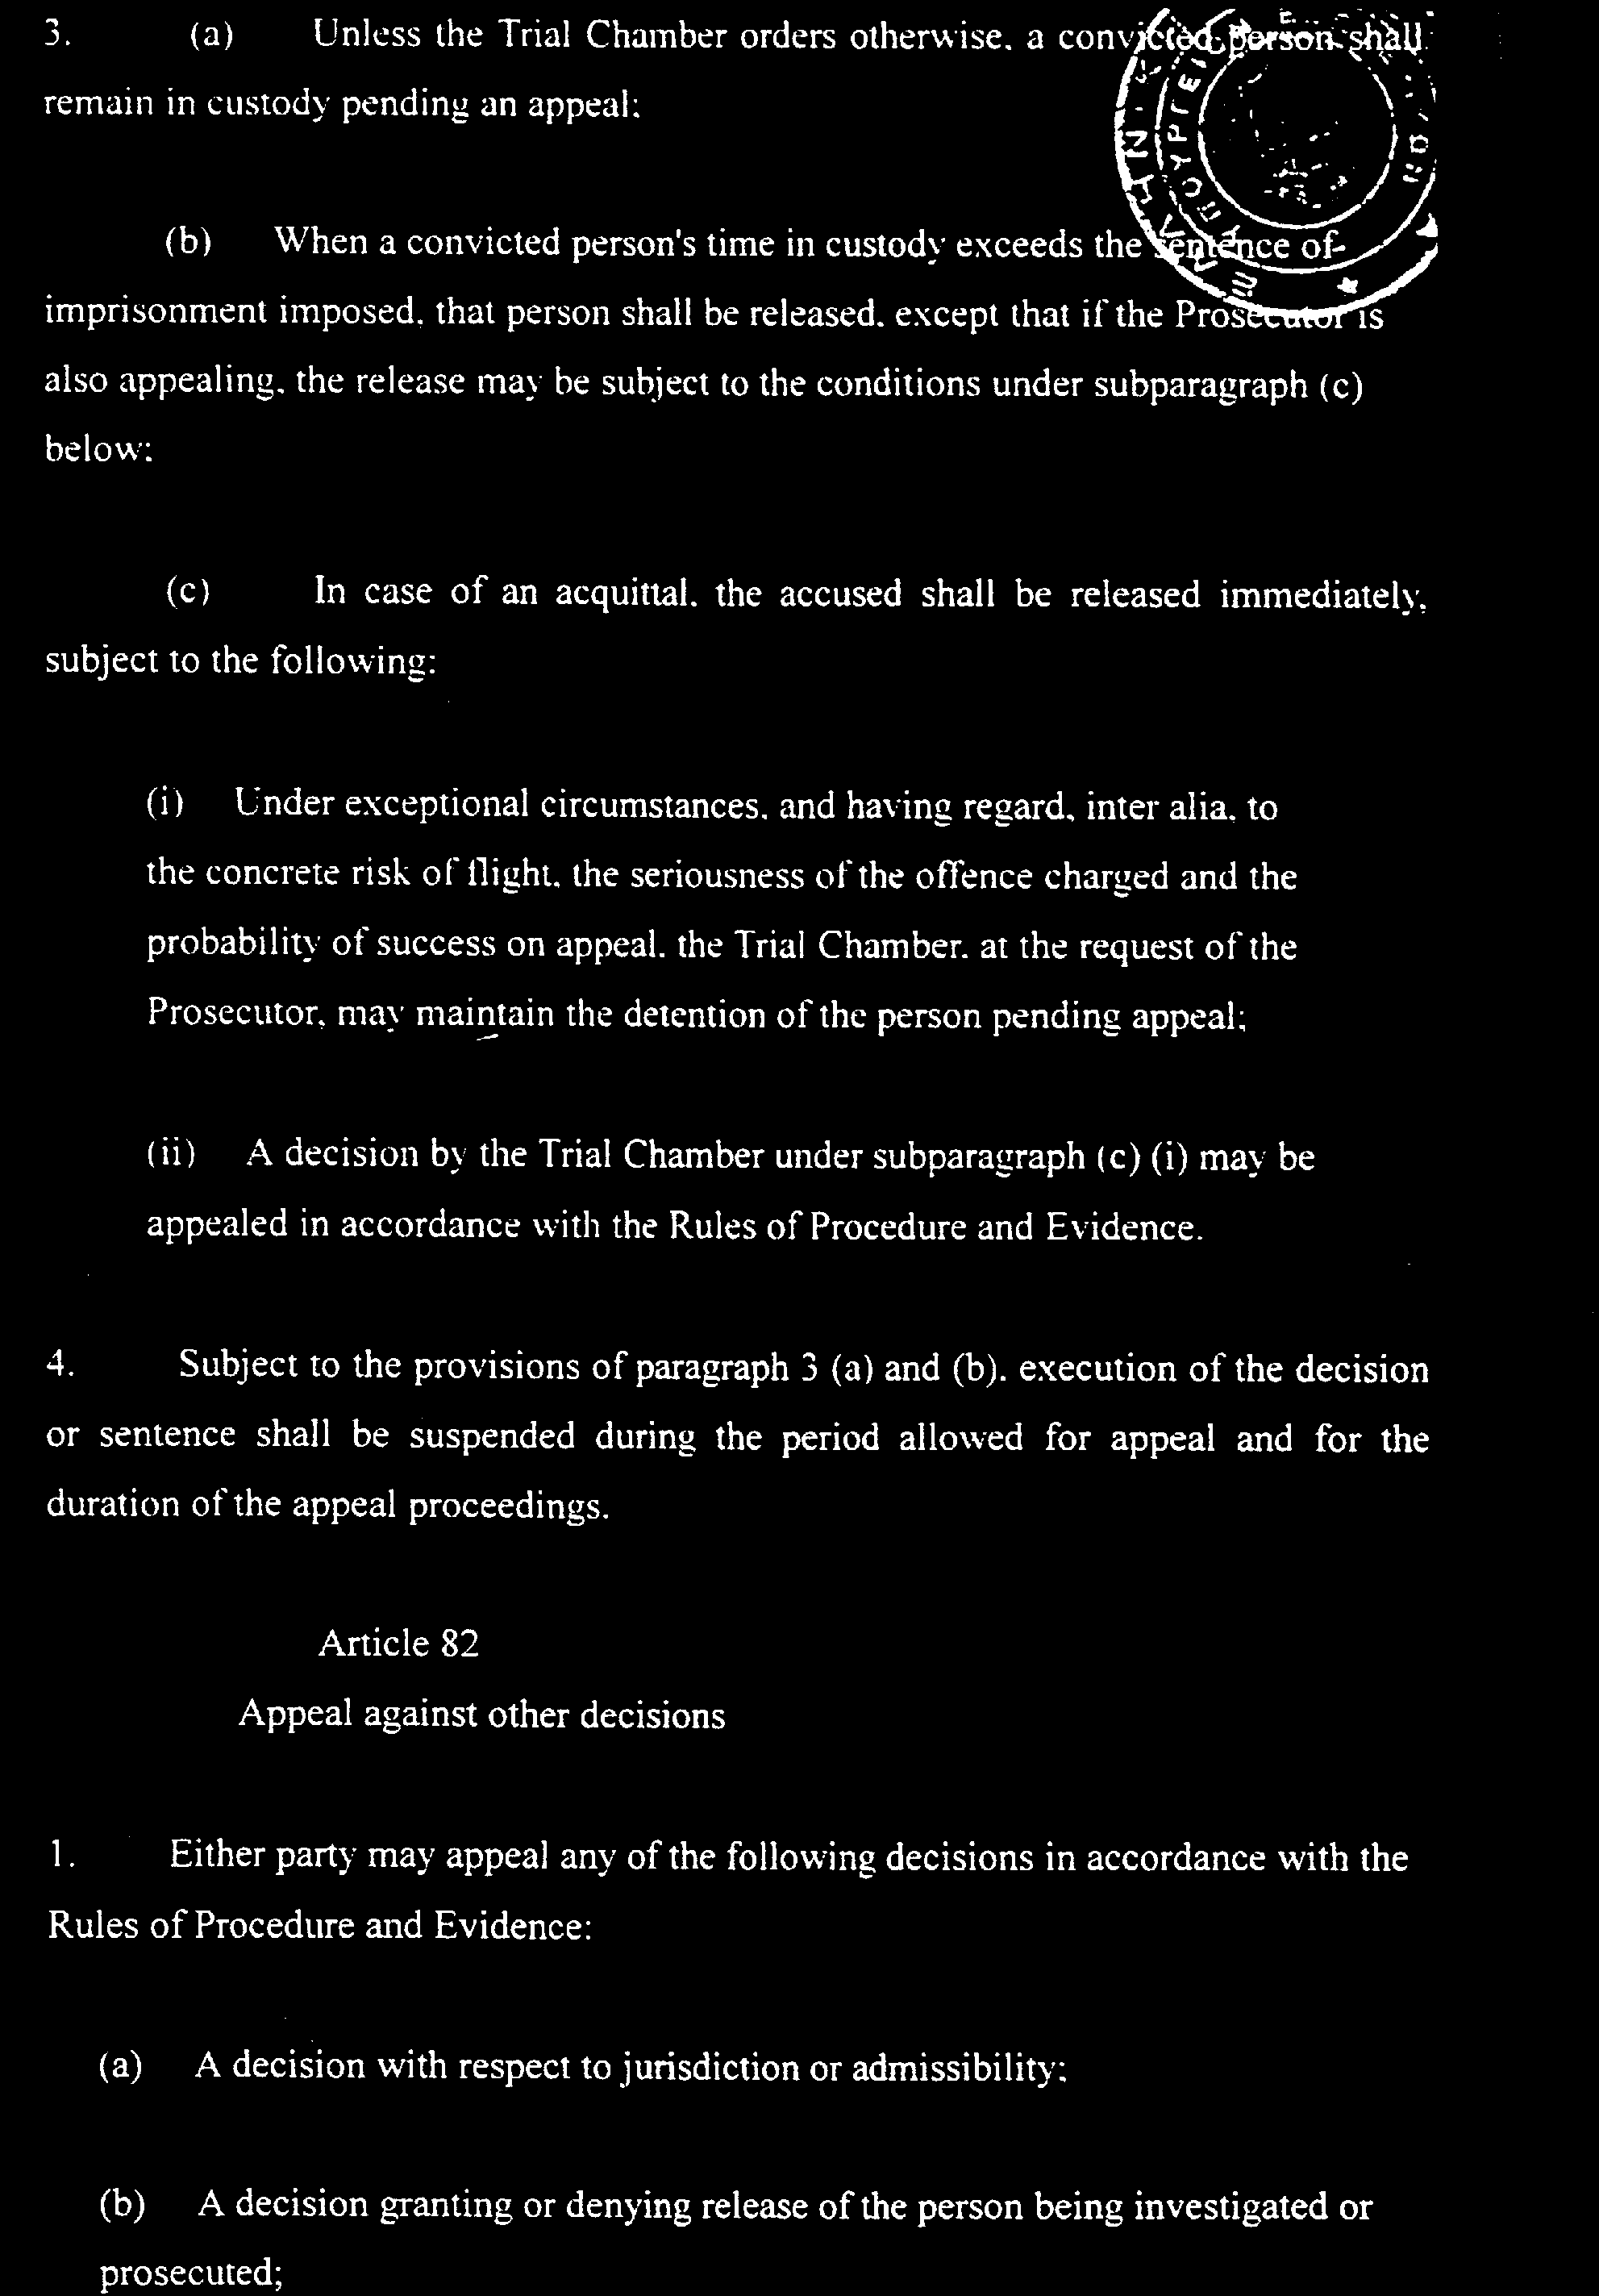 3. (a) Unless the Trial Chamber orders otherwise, a convicted person shall
remain in custody pending an appeal;
(b) When a convicted person's time in custody exceeds the sentence of
imprisonment imposed, that person shall be released, except that if the Prosecutor is
also appealing, the release may be subject to the conditions under subparagraph (c)
below;
(c) In case of an acquittal, the accused shall be released immediately,
subject to the following:
(i) Under exceptional circumstances, and having regard, inter alia, to
the concrete risk of flight, the seriousness of the offence charged and the
probability of success on appeal, the Trial Chamber, at the request of the
Prosecutor, may maintain the detention of the person pending appeal;
(ii) A decision by the Trial Chamber under subparagraph (c) (i) may be
appealed in accordance with the Rules of Procedure and Evidence.
4. Subject to the provisions of paragraph 3 (a) and (b), execution of the decision
or sentence shall be suspended during the period allowed for appeal and for the
duration of the appeal proceedings.
Article 82
Appeal against other decisions
1. Either party may appeal any of the following decisions in accordance with the
Rules of Procedure and Evidence:
(a) A decision with respect to jurisdiction or admissibility;
(b) A decision granting or denying release of the person being investigated or
prosecuted;